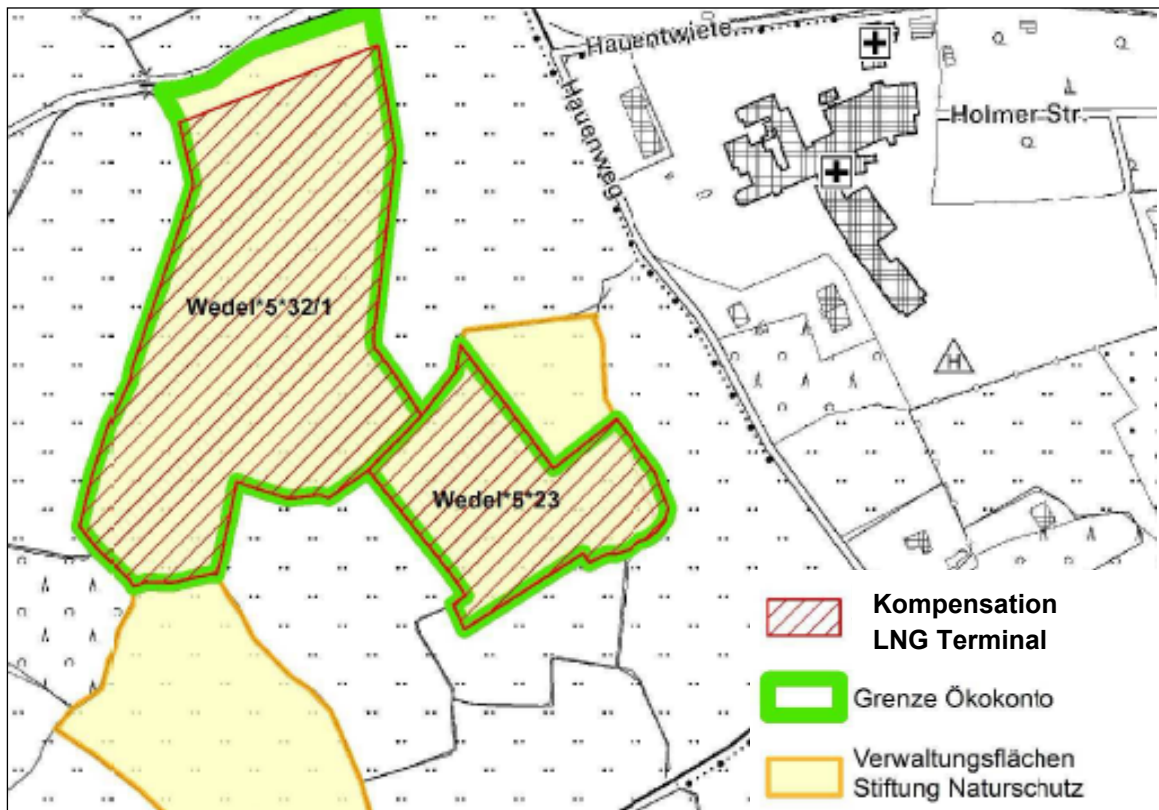 Hauentwiete
Hauenweg
Holmer Str.
Wedel*5*32/1
Wedel*5*23
H
Kompensation
LNG Terminal
Grenze Ökokonto
Verwaltungsflächen
Stiftung Naturschutz